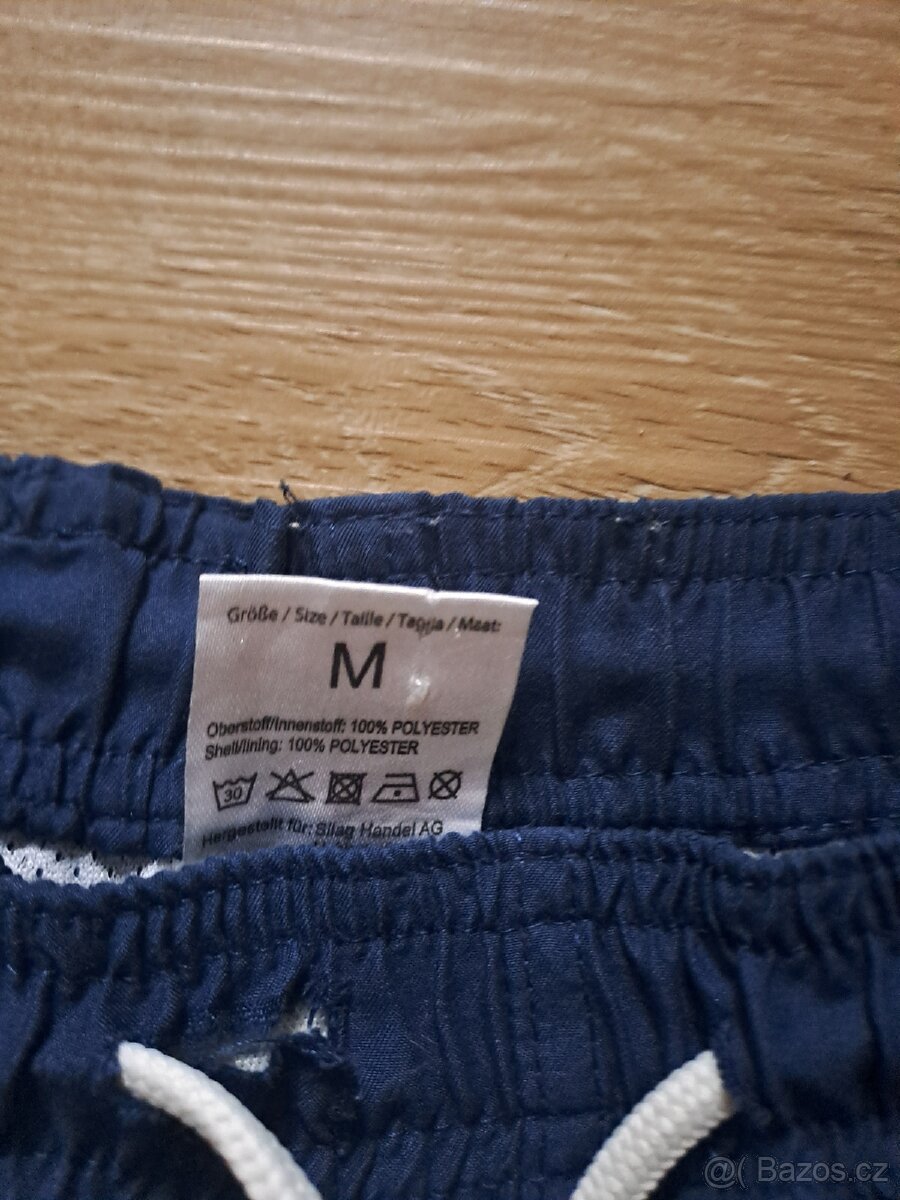 Größe / Size / Taille / Tagua / Maat:
M
Oberstoff/Innenstoff: 100% POLYESTER
Shell/lining: 100% POLYESTER
30
Hergestellt für: Silag Handel AG
@( Bazos.cz